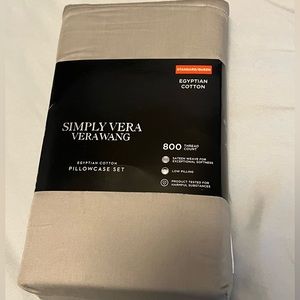 STANDARD/QUEEN
EGYPTIAN
COTTON
SIMPLY VERA
VERAWANG
EGYPTIAN COTTON
PILLOWCASE SET
800 THREAD
COUNT
SATEEN WEAVE FOR
EXCEPTIONAL SOFTNESS
LOW PILLING
PRODUCT TESTED FOR
HARMFUL SUBSTANCES